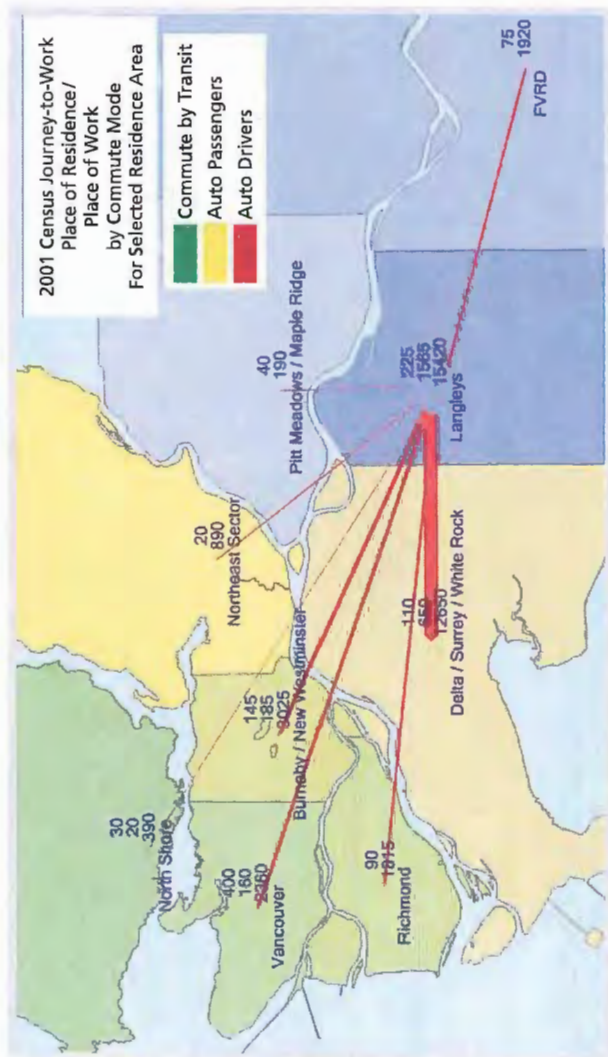 2001 Census Journey-to-Work
Place of Residence/
Place of Work
by Commute Mode
For Selected Residence Area
Commute by Transit
Auto Passengers
Auto Drivers
30
20
390
North Shore
20
890
Northeast Sector
40
190
Pitt Meadows / Maple Ridge
400
160
2360
Vancouver
145
185
3025
Burnaby / New Westminster
90
1815
Richmond
110
650
12650
Delta / Surrey / White Rock
225
1565
15420
Langleys
75
1920
FVRD